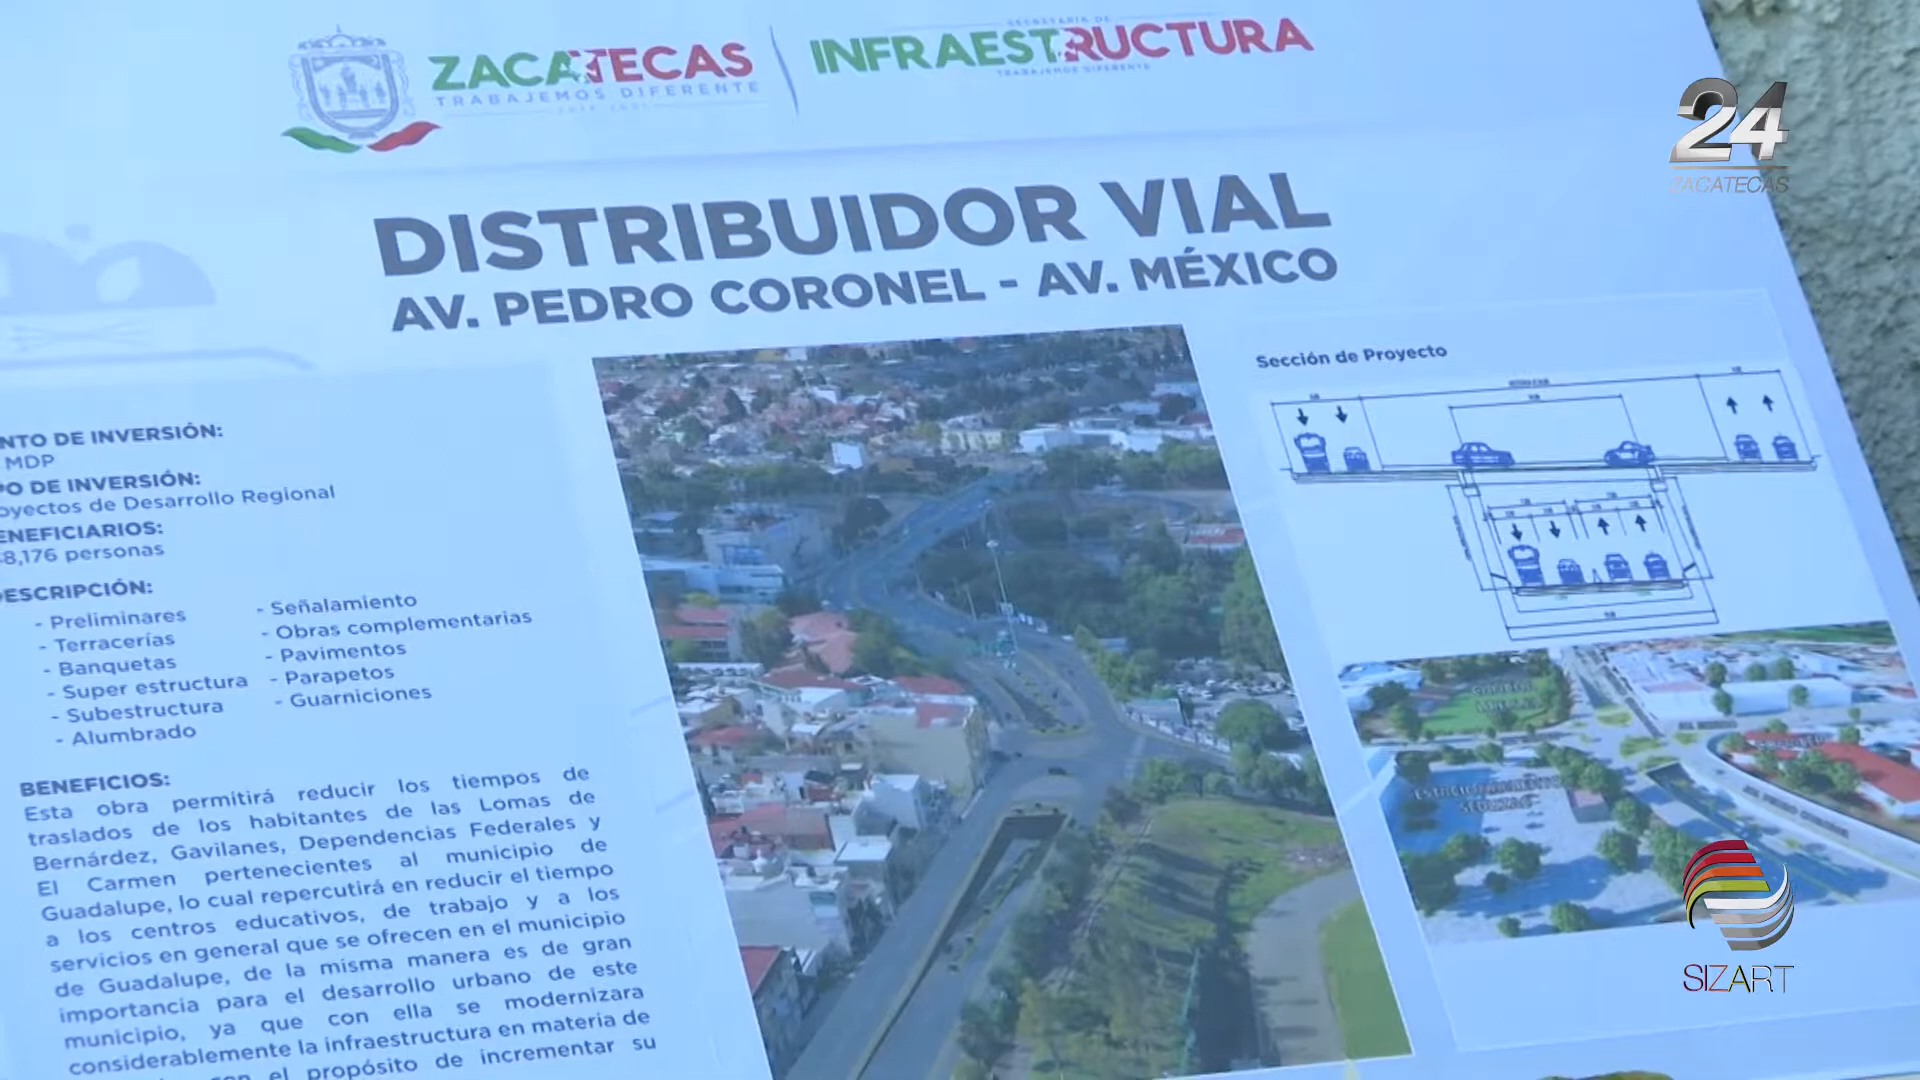 ZACATECAS
TRABAJEMOS DIFERENTE
SECRETARÍA DE
INFRAESTRUCTURA
TRABAJEMOS DIFERENTE
24
ZACATECAS
DISTRIBUIDOR VIAL
AV. PEDRO CORONEL - AV. MÉXICO
NTO DE INVERSIÓN:
MDP
PO DE INVERSIÓN:
oyectos de Desarrollo Regional
ENEFICIARIOS:
8,176 personas
ESCRIPCIÓN:
- Preliminares
- Terracerías
- Banquetas
- Super estructura
- Subestructura
- Alumbrado
- Señalamiento
- Obras complementarias
- Pavimentos
- Parapetos
- Guarniciones
BENEFICIOS:
Esta obra permitirá reducir los tiempos de
traslados de los habitantes de las Lomas de
Bernárdez, Gavilanes, Dependencias Federales y
El Carmen pertenecientes al municipio de
Guadalupe, lo cual repercutirá en reducir el tiempo
a los centros educativos, de trabajo y a los
servicios en general que se ofrecen en el municipio
de Guadalupe, de la misma manera es de gran
importancia para el desarrollo urbano de este
municipio, ya que con ella se modernizara
considerablemente la infraestructura en materia de
con el propósito de incrementar su
Sección de Proyecto
SIZART